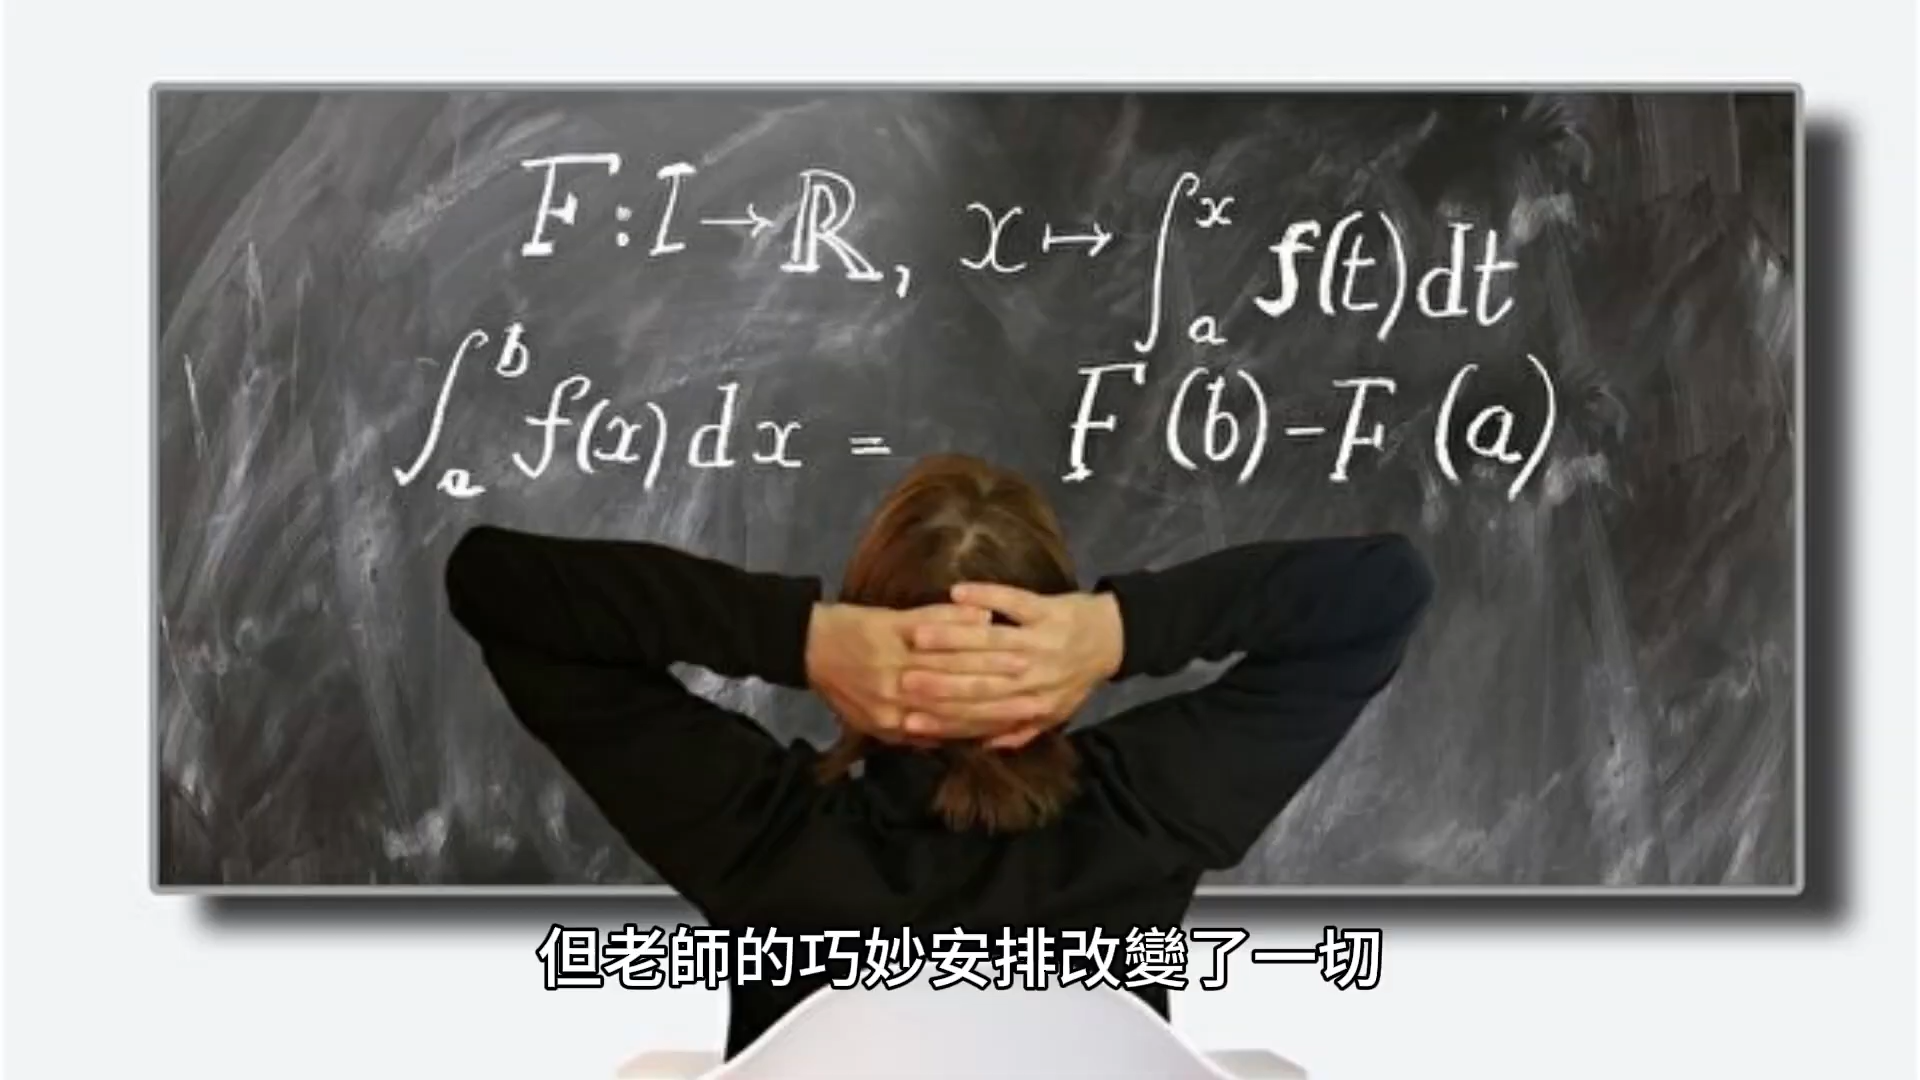 F : I → ℝ, x ↦ ∫ₐˣ f(t)dt
∫ₐᵇ f(x)dx = F(b)-F(a)
但老師的巧妙安排改變了一切